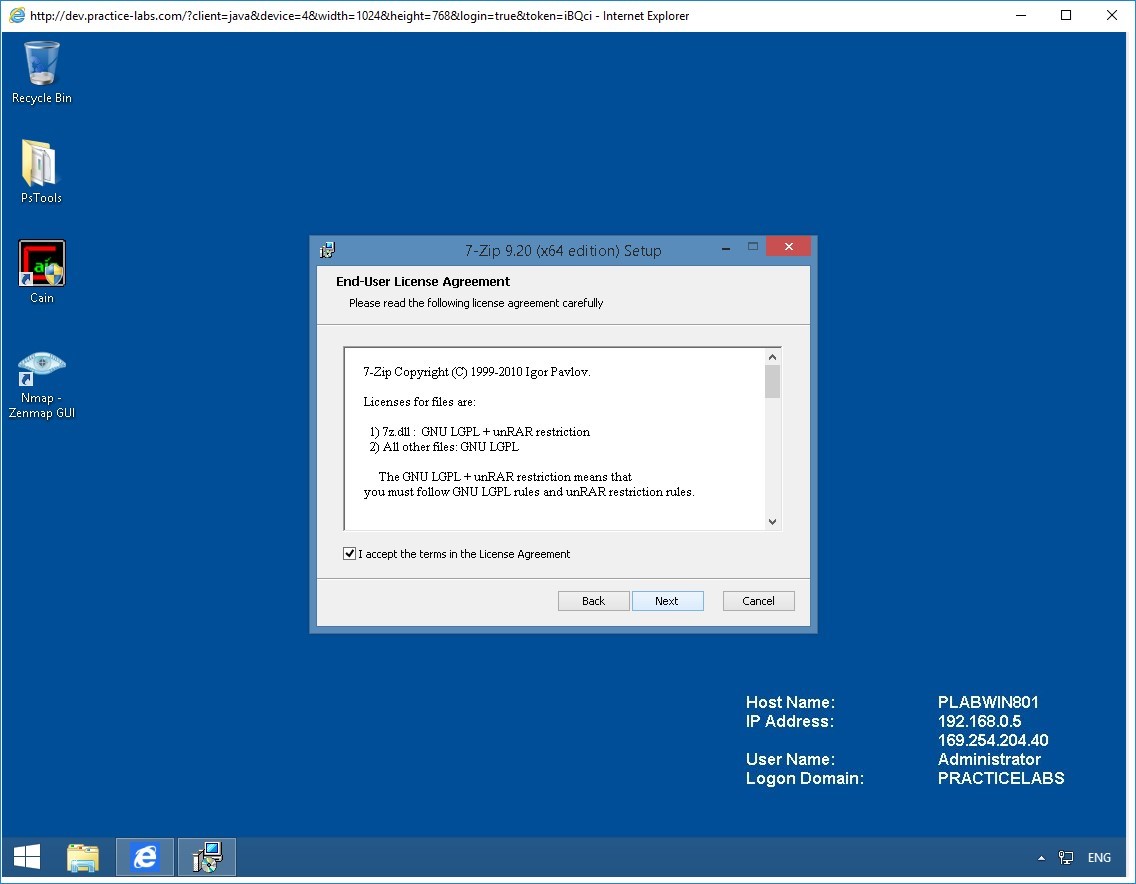 http://dev.practice-labs.com/?client=java&device=4&width=1024&height=768&login=true&token=iBQci - Internet Explorer
Recycle Bin
PsTools
Cain
Nmap -
Zenmap GUI
7-Zip 9.20 (x64 edition) Setup
End-User License Agreement
Please read the following license agreement carefully
7-Zip Copyright (C) 1999-2010 Igor Pavlov.
Licenses for files are:
1) 7z.dll : GNU LGPL + unRAR restriction
2) All other files: GNU LGPL
The GNU LGPL + unRAR restriction means that
you must follow GNU LGPL rules and unRAR restriction rules.
I accept the terms in the License Agreement
Back Next Cancel
Host Name: PLABWIN801
IP Address: 192.168.0.5
169.254.204.40
User Name: Administrator
Logon Domain: PRACTICELABS
ENG